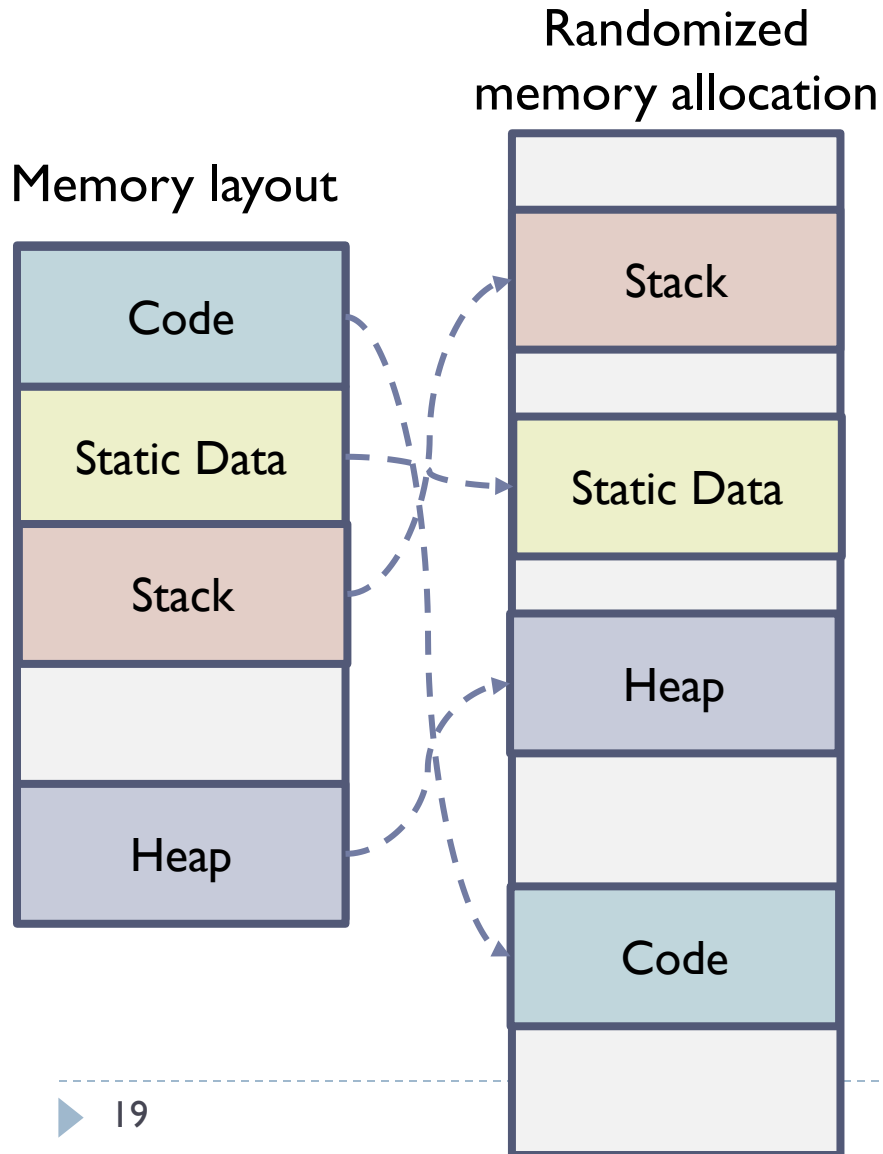 Randomized
memory allocation
Memory layout
Code
Static Data
Stack
Heap
Stack
Static Data
Heap
Code
19